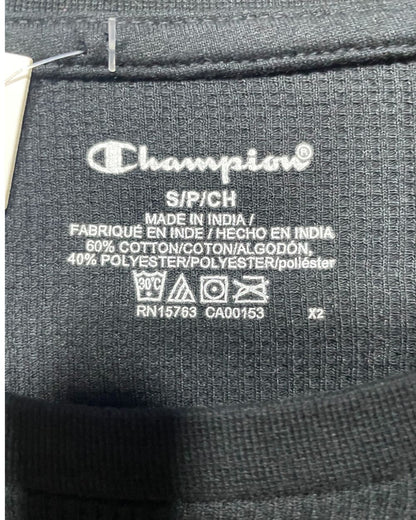 Champion®
S/P/CH
MADE IN INDIA /
FABRIQUÉ EN INDE / HECHO EN INDIA
60% COTTON/COTON/ALGODÓN,
40% POLYESTER/POLYESTER/poliéster
30°C
RN15763 CA00153 X2